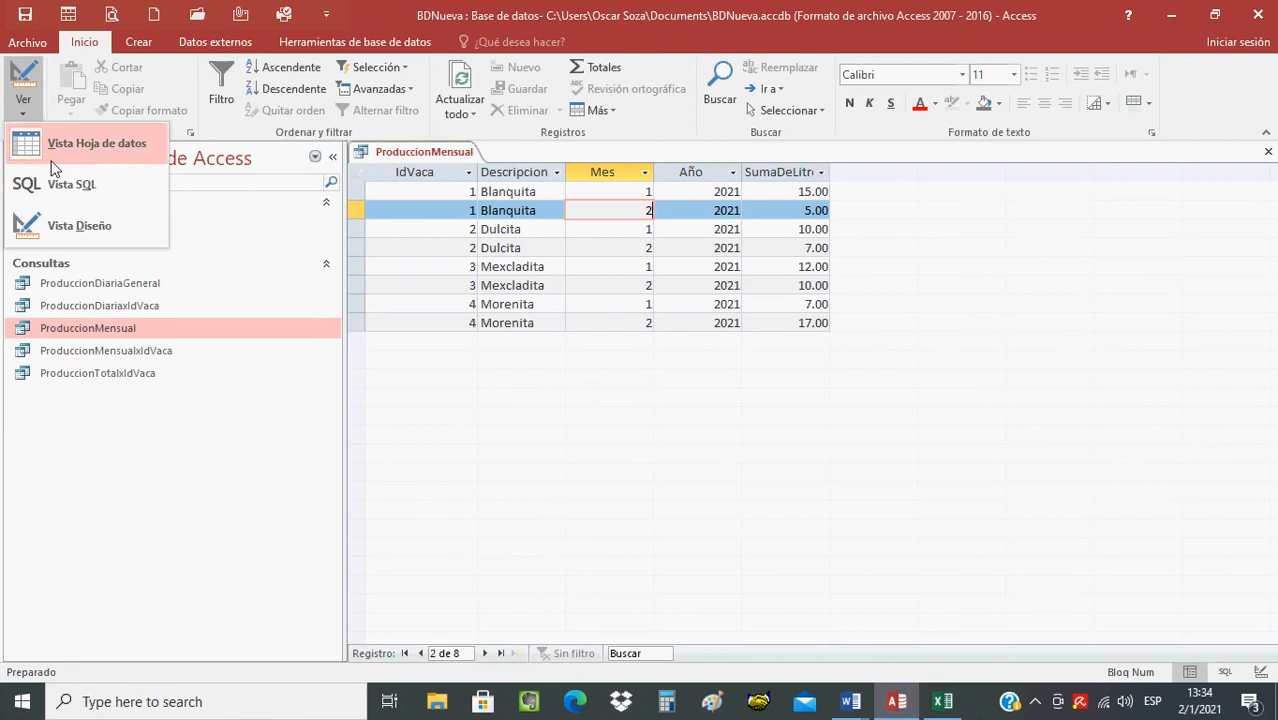 BDNueva : Base de datos- C:\Users\Oscar Soza\Documents\BDNueva.accdb (Formato de archivo Access 2007 - 2016) - Access
?
Archivo Inicio Crear Datos externos Herramientas de base de datos ¿Qué desea hacer? Iniciar sesión
Ver
Pegar
Cortar
Copiar
Copiar formato
Filtro
Ascendente
Descendente
Quitar orden
Selección
Avanzadas
Alternar filtro
Ordenar y filtrar
Actualizar
todo
Nuevo
Guardar
Eliminar
Totales
Revisión ortográfica
Más
Registros
Buscar
Reemplazar
Ir a
Seleccionar
Buscar
Calibri 11
N K S A
Formato de texto
Vista Hoja de datos
SQL Vista SQL
Vista Diseño
de Access
Consultas
ProduccionDiariaGeneral
ProduccionDiariaxIdVaca
ProduccionMensual
ProduccionMensualxIdVaca
ProduccionTotalxIdVaca
ProduccionMensual
IdVaca Descripcion Mes Año SumaDeLitro
1 Blanquita 1 2021 15.00
1 Blanquita 2 2021 5.00
2 Dulcita 1 2021 10.00
2 Dulcita 2 2021 7.00
3 Mexcladita 1 2021 12.00
3 Mexcladita 2 2021 10.00
4 Morenita 1 2021 7.00
4 Morenita 2 2021 17.00
Registro: 2 de 8 Sin filtro Buscar
Preparado Bloq Num SQL
Type here to search ESP 13:34
2/1/2021
3